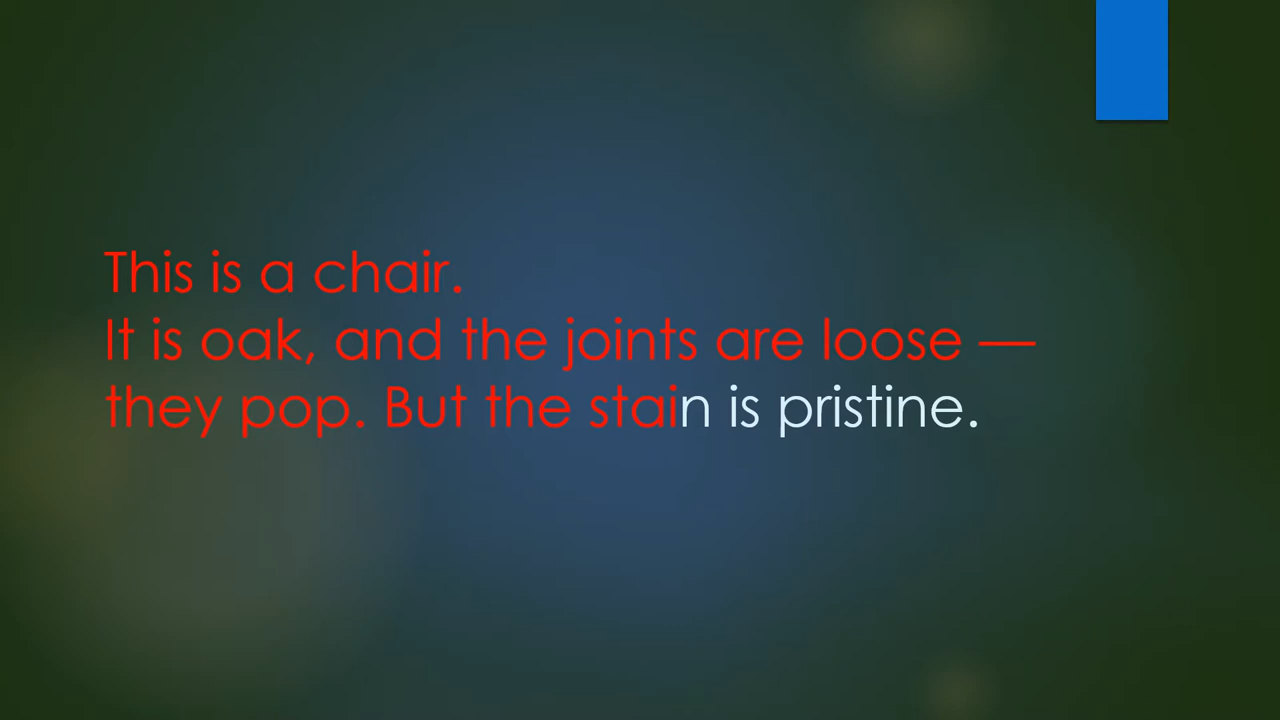 This is a chair.
It is oak, and the joints are loose —
they pop. But the stain is pristine.